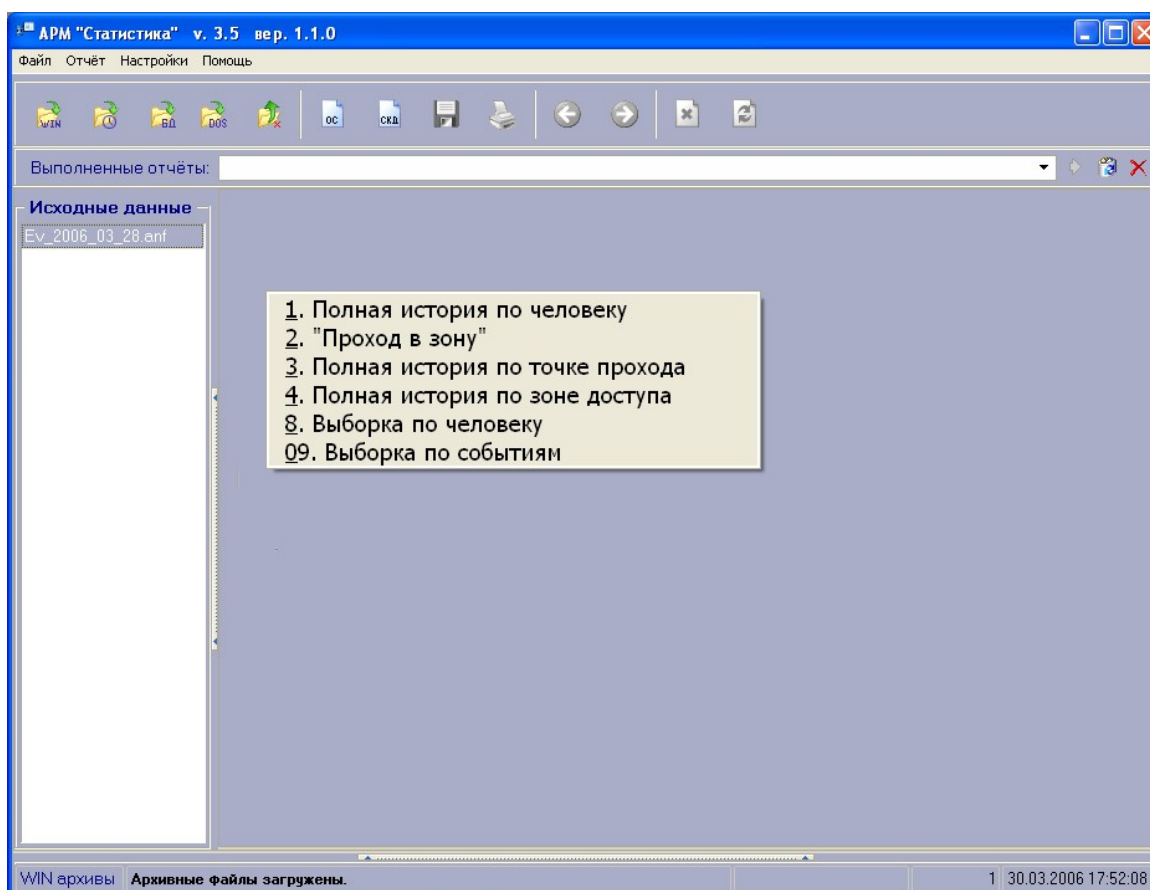 АРМ "Статистика" v. 3.5 вер. 1.1.0
Файл Отчёт Настройки Помощь
WIN БД DOS ОС СКД
Выполненные отчёты:
Исходные данные
Ev_2006_03_28.anf
1. Полная история по человеку
2. "Проход в зону"
3. Полная история по точке прохода
4. Полная история по зоне доступа
8. Выборка по человеку
09. Выборка по событиям
WIN архивы Архивные файлы загружены. 1 30.03.2006 17:52:08